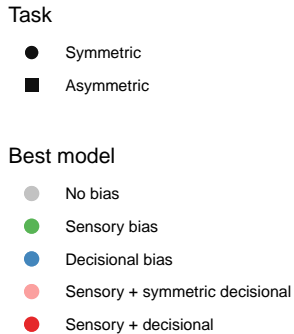 Task
Symmetric
Asymmetric
Best model
No bias
Sensory bias
Decisional bias
Sensory + symmetric decisional
Sensory + decisional